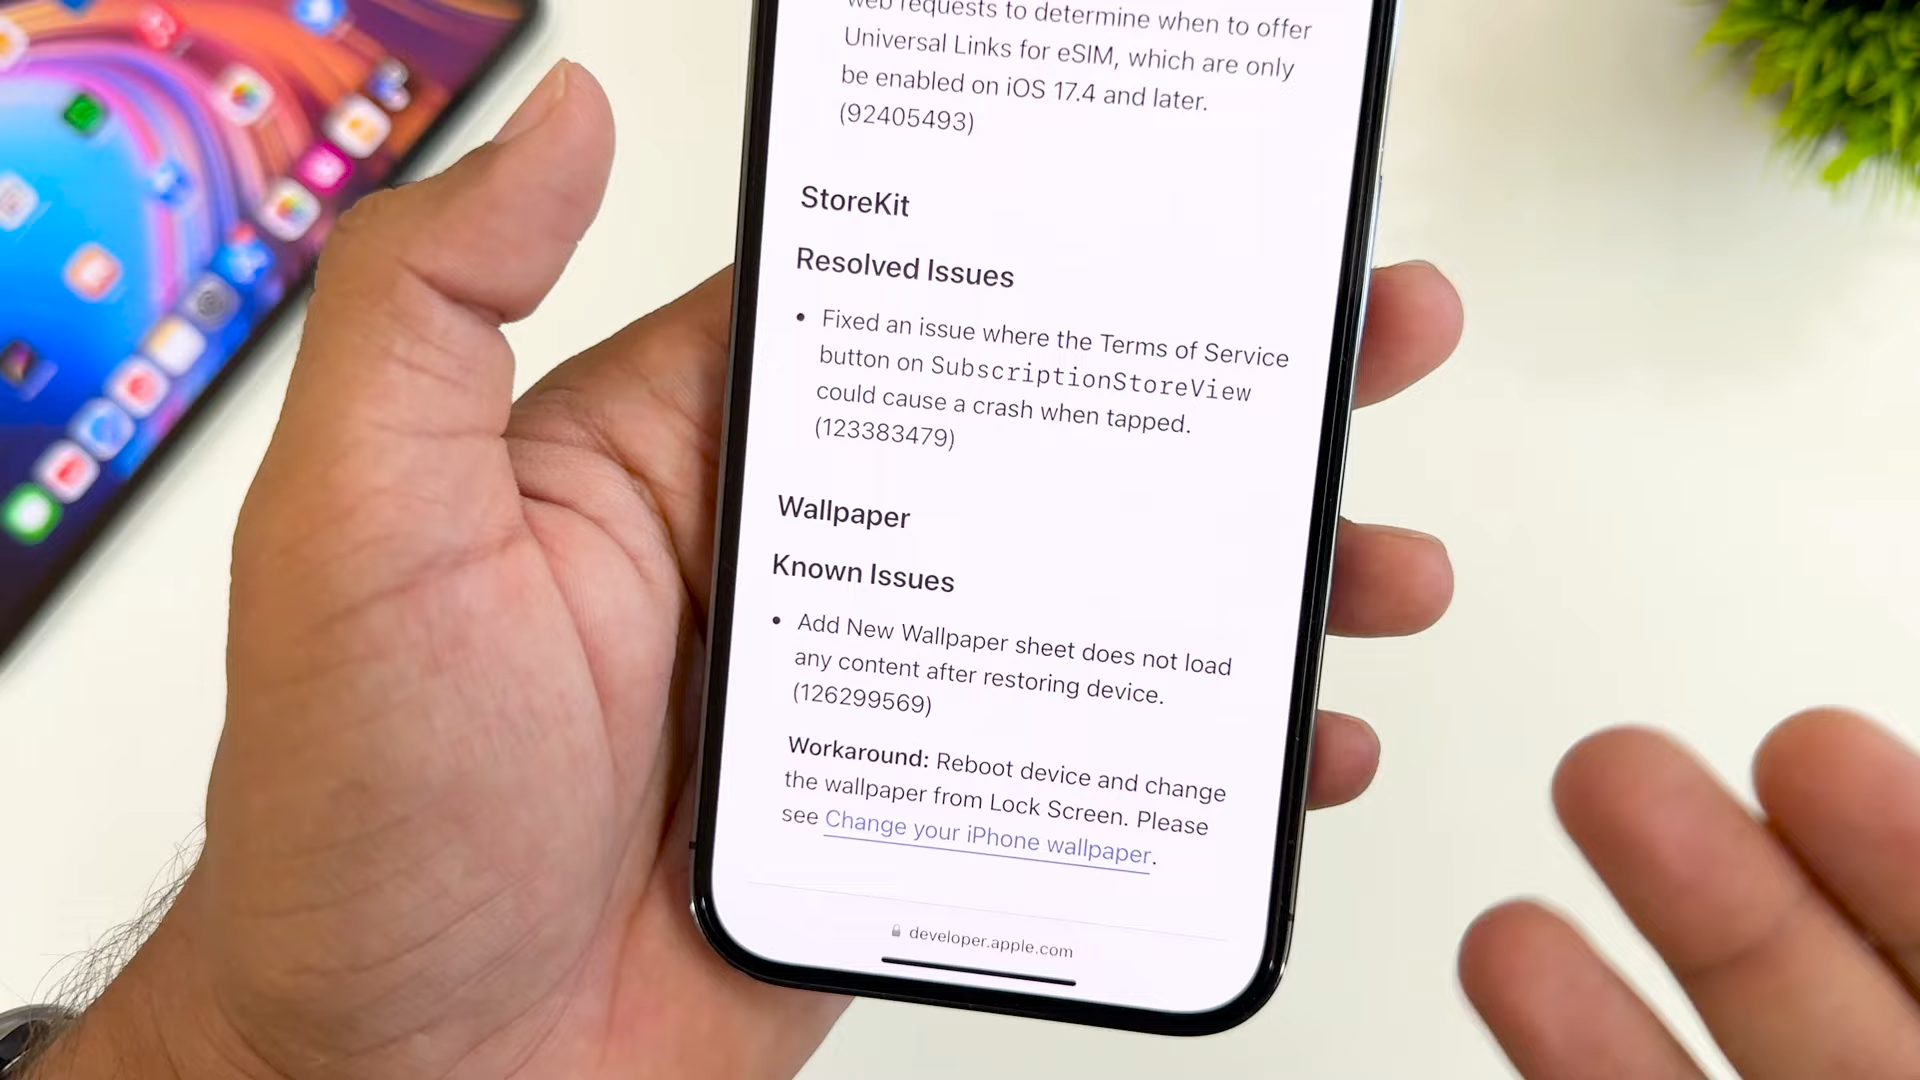 web requests to determine when to offer
Universal Links for eSIM, which are only
be enabled on iOS 17.4 and later.
(92405493)
StoreKit
Resolved Issues
• Fixed an issue where the Terms of Service
button on SubscriptionStoreView
could cause a crash when tapped.
(123383479)
Wallpaper
Known Issues
• Add New Wallpaper sheet does not load
any content after restoring device.
(126299569)
Workaround: Reboot device and change
the wallpaper from Lock Screen. Please
see Change your iPhone wallpaper.
developer.apple.com